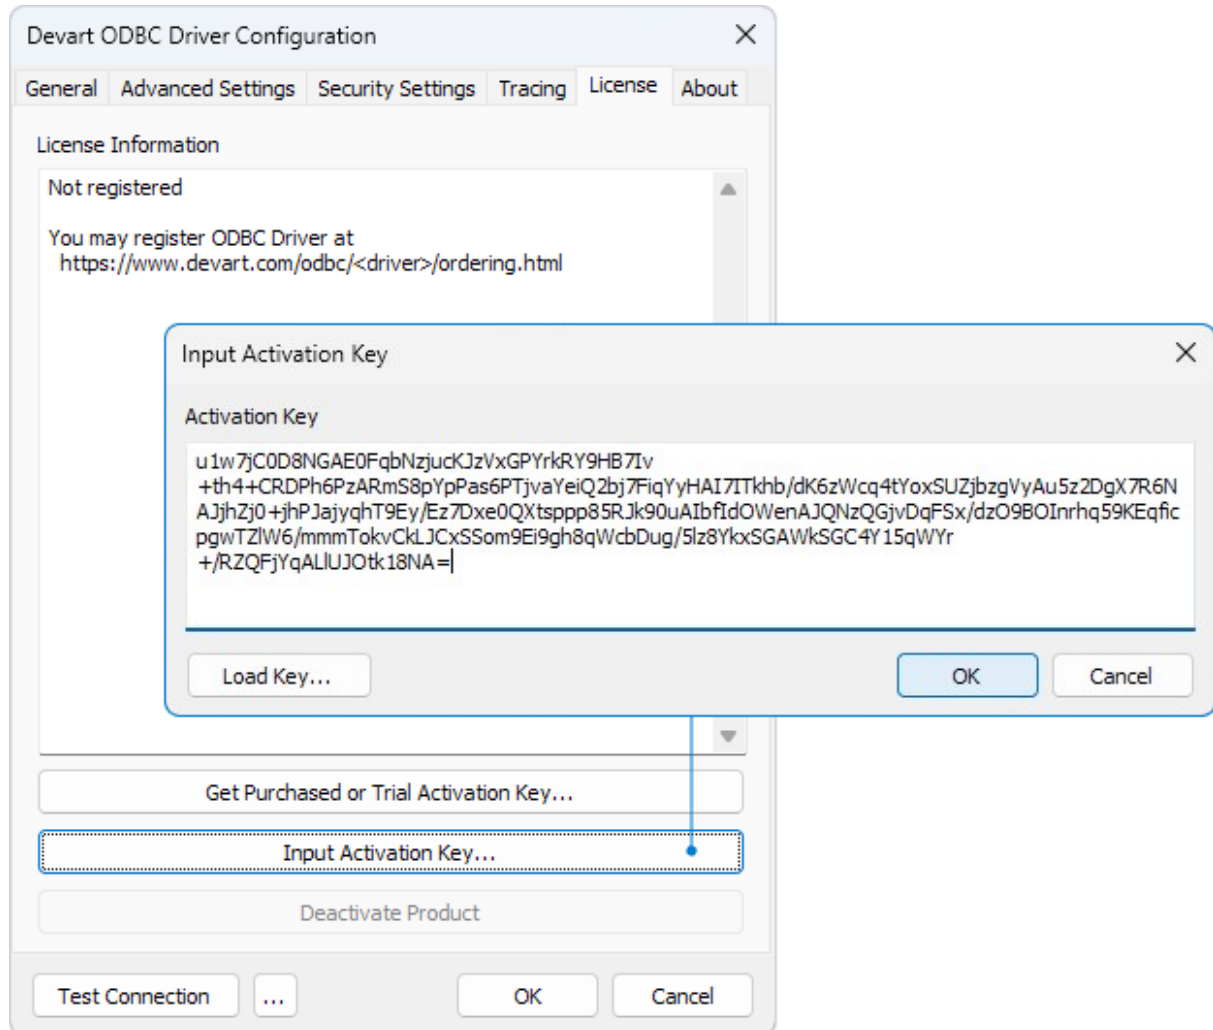 Devart ODBC Driver Configuration
General Advanced Settings Security Settings Tracing License About
License Information
Not registered
You may register ODBC Driver at
https://www.devart.com/odbc/<driver>/ordering.html
Input Activation Key
Activation Key
u1w7jC0D8NGAE0FqbNzjucKJzVxGPYrkRY9HB7Iv
+th4+CRDPh6PzARmS8pYpPas6PTjvaYeiQ2bj7FiqYyHAI7ITkhb/dK6zWcq4tYoxSUZjbzgVyAu5z2DgX7R6N
AJjhZj0+jhPJajyqhT9Ey/Ez7Dxe0QXtsppp85RJk90uAIbfIdOWenAJQNzQGjvDqFSx/dzO9BOInrhq59KEqfic
pgwTZlW6/mmmTokvCkLJCxSSom9Ei9gh8qWcbDug/5lz8YkxSGAWkSGC4Y15qWYr
+/RZQFjYqALlUJOtk18NA=
Load Key...
OK
Cancel
Get Purchased or Trial Activation Key...
Input Activation Key...
Deactivate Product
Test Connection ... OK Cancel